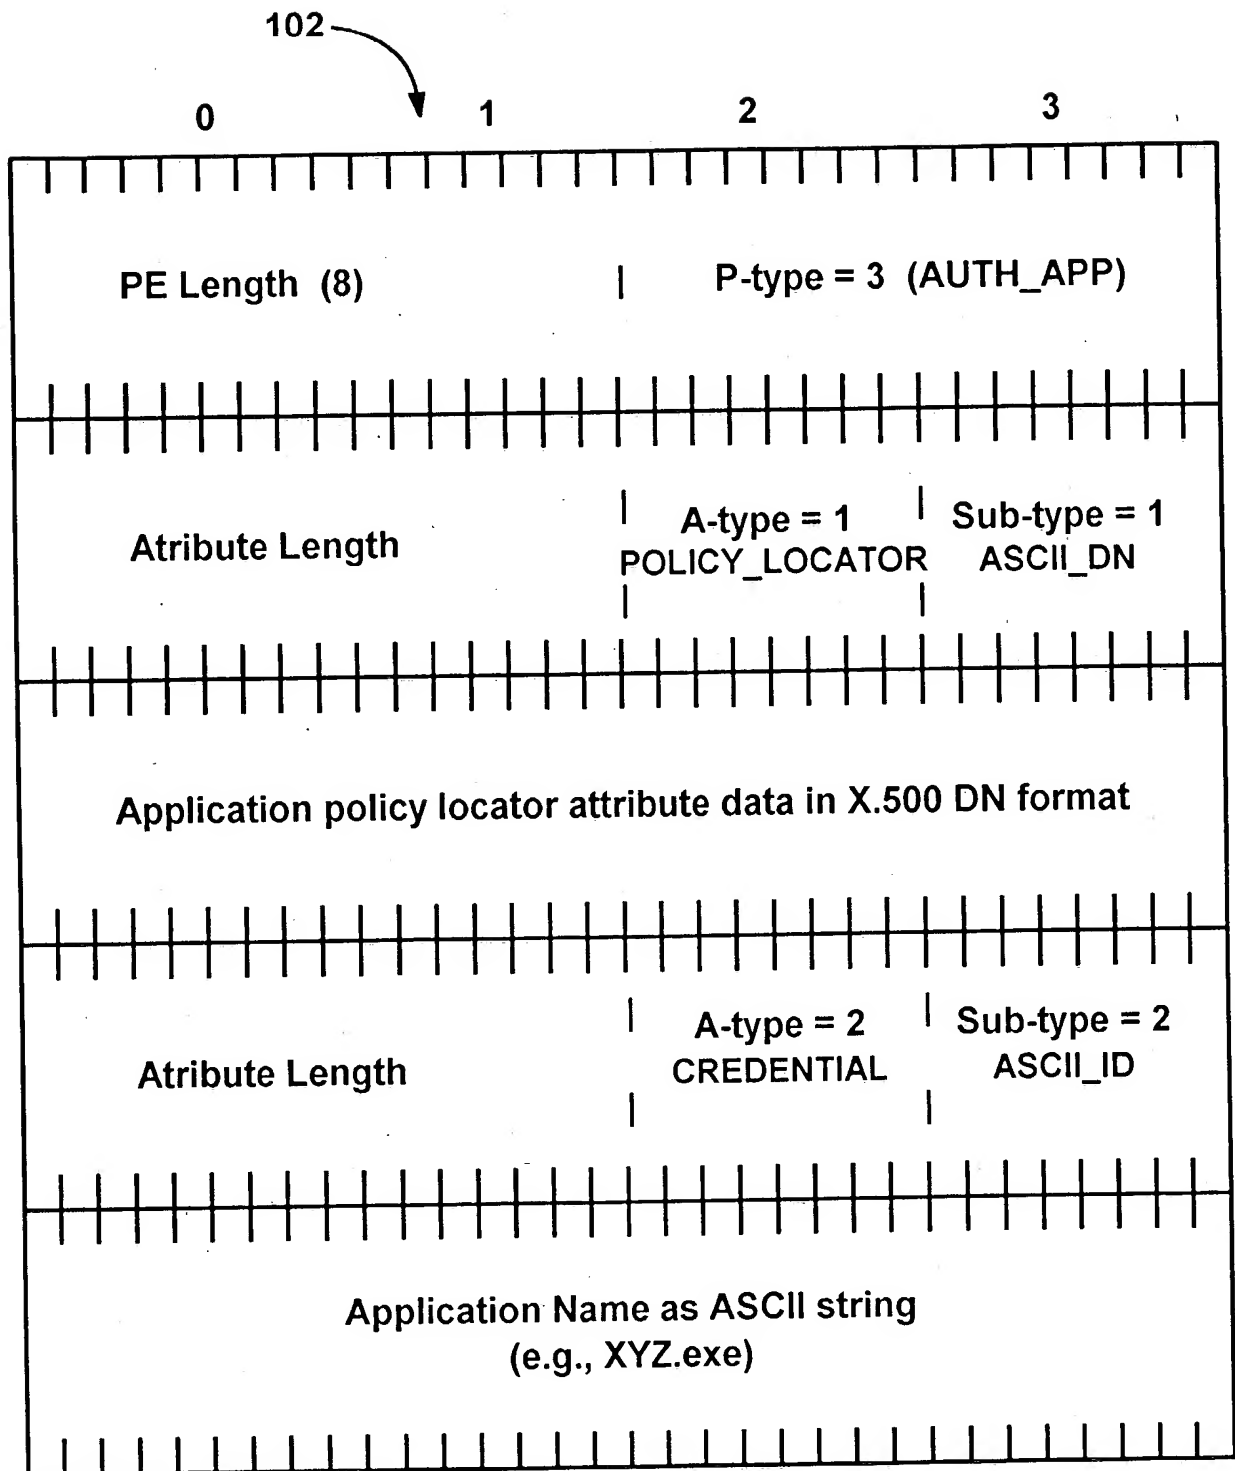 102
0 1 2 3
PE Length (8) | P-type = 3 (AUTH_APP)
Atribute Length | A-type = 1 | Sub-type = 1
POLICY_LOCATOR ASCII_DN
Application policy locator attribute data in X.500 DN format
Atribute Length | A-type = 2 | Sub-type = 2
CREDENTIAL ASCII_ID
Application Name as ASCII string
(e.g., XYZ.exe)